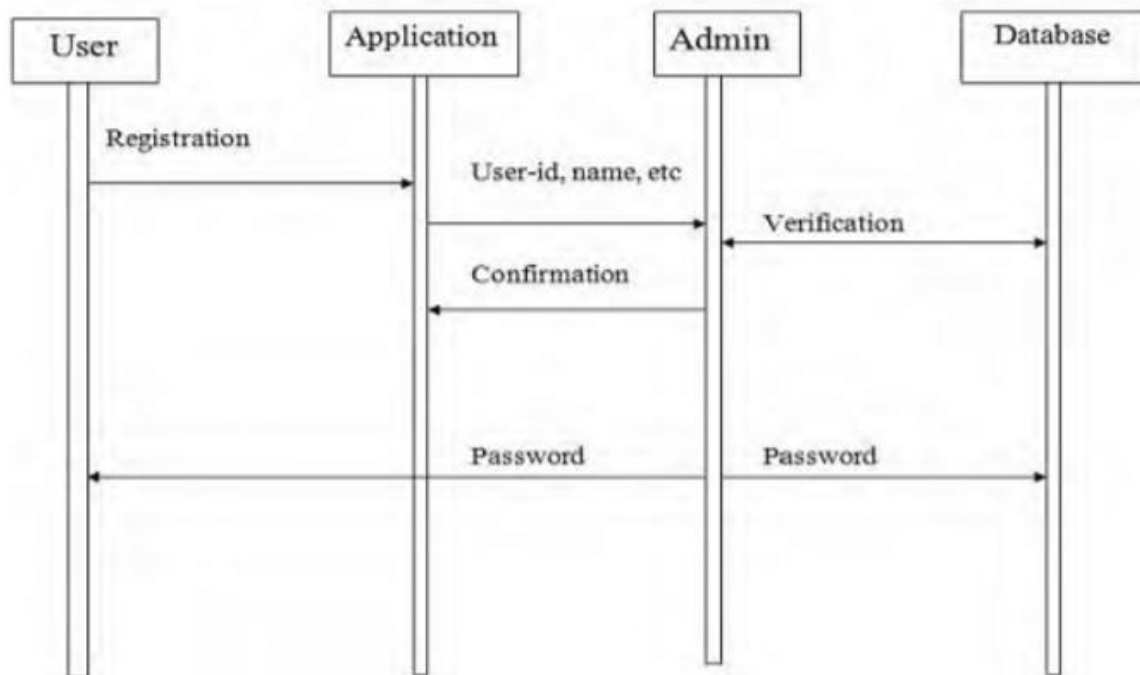 User
Application
Admin
Database
Registration
User-id, name, etc
Verification
Confirmation
Password
Password